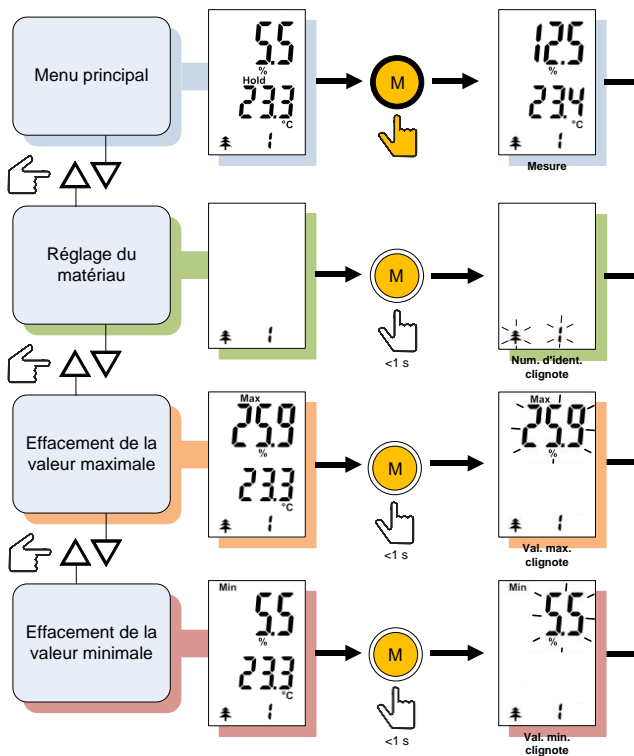 Menu principal
5.5
%
Hold
23.3
°C
1
M
12.5
%
23.4
°C
1
Mesure
Réglage du
matériau
1
M
<1 s
1
Num. d'ident.
clignote
Effacement de la
valeur maximale
Max
25.9
%
23.3
°C
1
M
<1 s
Max
25.9
%
1
Val. max.
clignote
Effacement de la
valeur minimale
Min
5.5
%
23.3
°C
1
M
<1 s
Min
5.5
%
1
Val. min.
clignote